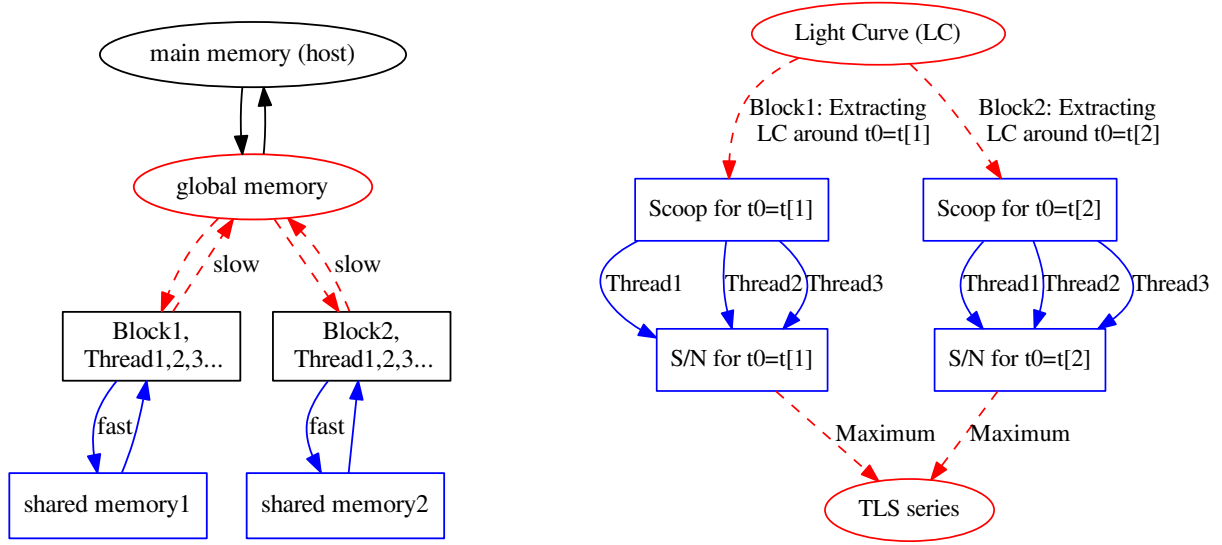 main memory (host)
global memory
slow
slow
Block1,
Thread1,2,3...
Block2,
Thread1,2,3...
fast
fast
shared memory1
shared memory2
Light Curve (LC)
Block1: Extracting
LC around t0=t[1]
Block2: Extracting
LC around t0=t[2]
Scoop for t0=t[1]
Scoop for t0=t[2]
Thread1
Thread2
Thread3
Thread1
Thread2
Thread3
S/N for t0=t[1]
S/N for t0=t[2]
Maximum
Maximum
TLS series